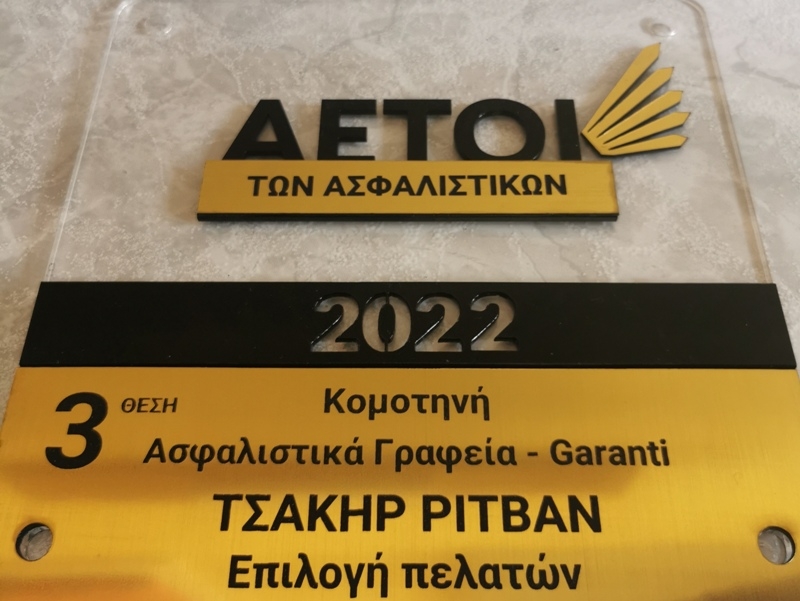 ΑΕΤΟΙ
ΤΩΝ ΑΣΦΑΛΙΣΤΙΚΩΝ
2022
3 ΘΕΣΗ
Κομοτηνή
Ασφαλιστικά Γραφεία - Garanti
ΤΣΑΚΗΡ ΡΙΤΒΑΝ
Επιλογή πελατών